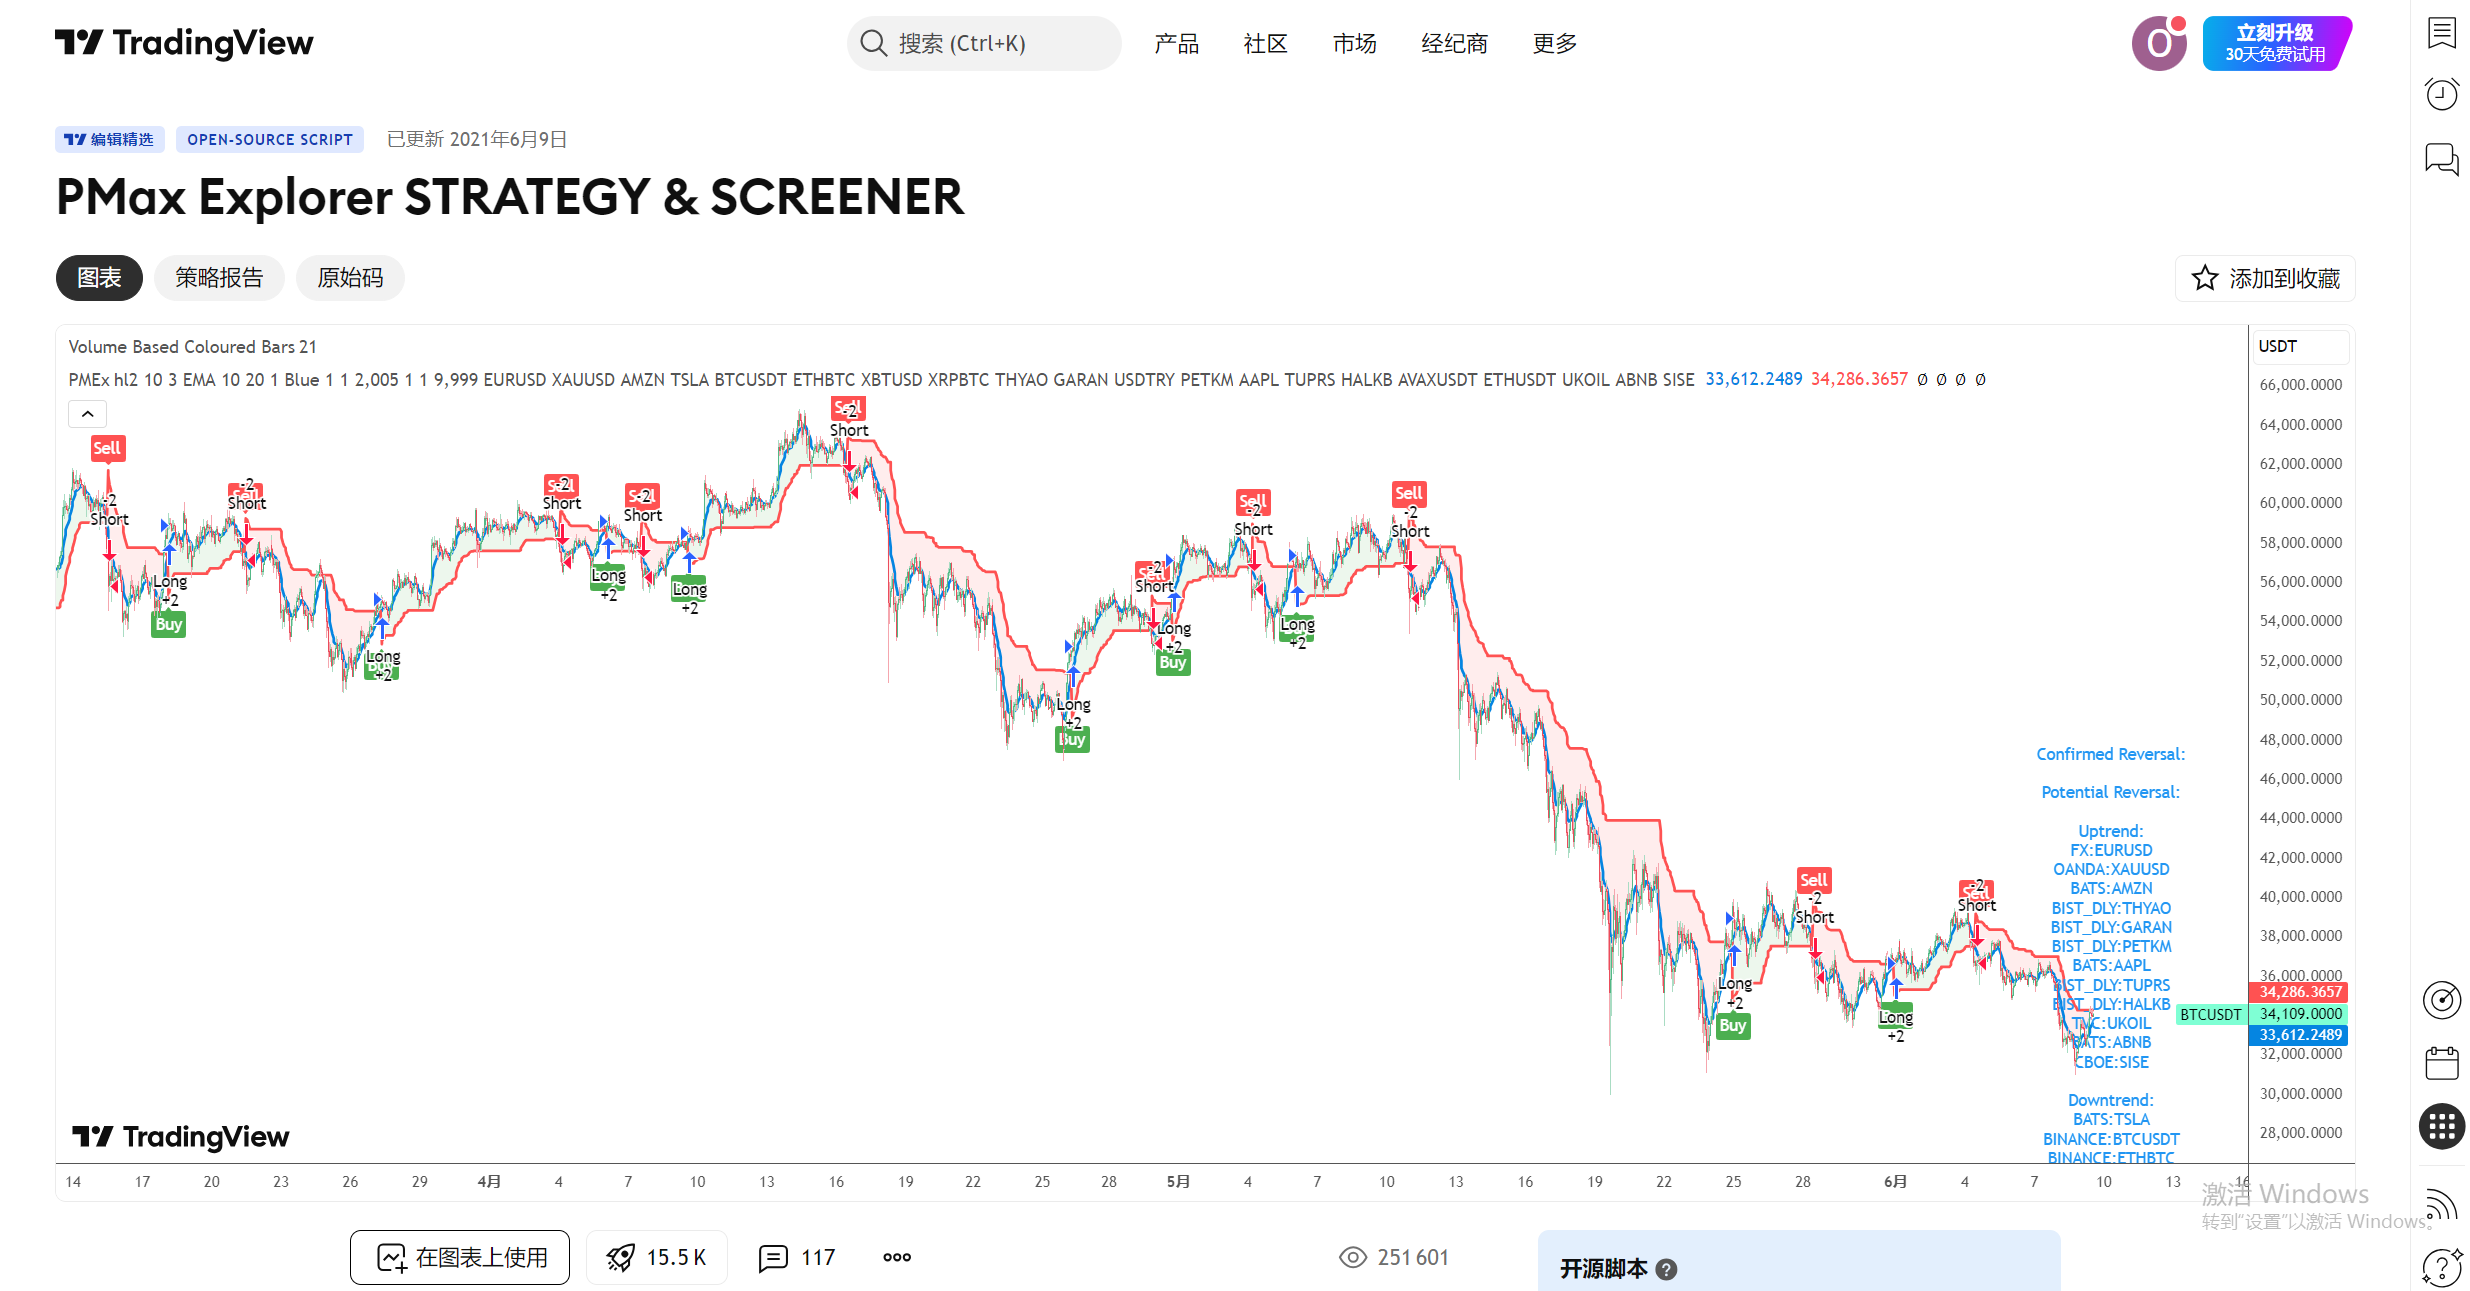 TradingView
搜索 (Ctrl+K)
产品
社区
市场
经纪商
更多
O
立刻升级
30天免费试用
编辑精选
OPEN-SOURCE SCRIPT
已更新 2021年6月9日
PMax Explorer STRATEGY & SCREENER
图表
策略报告
原始码
添加到收藏
Volume Based Coloured Bars 21
PMEx hl2 10 3 EMA 10 20 1 Blue 1 1 2,005 1 1 9,999 EURUSD XAUUSD AMZN TSLA BTCUSDT ETHBTC XBTUSD XRPBTC THYAO GARAN USDTRY PETKM AAPL TUPRS HALKB AVAXUSDT ETHUSDT UKOIL ABNB SISE 33,612.2489 34,286.3657 Ø Ø Ø Ø
Sell
-2
Short
Long
+2
Buy
-2
Short
Long
+2
-2
Short
Long
+2
-2
Short
Long
+2
-2
Short
Long
+2
Buy
-2
Short
Long
+2
Buy
Sell
-2
Short
Long
+2
Sell
-2
Short
Long
+2
Buy
Sell
-2
Short
Long
+2
-2
Short
Confirmed Reversal:
Potential Reversal:
Uptrend:
FX:EURUSD
OANDA:XAUUSD
BATS:AMZN
BIST_DLY:THYAO
BIST_DLY:GARAN
BIST_DLY:PETKM
BATS:AAPL
BIST_DLY:TUPRS
BIST_DLY:HALKB
TVC:UKOIL
BATS:ABNB
CBOE:SISE
Downtrend:
BATS:TSLA
BINANCE:BTCUSDT
BINANCE:ETHBTC
USDT
66,000.0000
64,000.0000
62,000.0000
60,000.0000
58,000.0000
56,000.0000
54,000.0000
52,000.0000
50,000.0000
48,000.0000
46,000.0000
44,000.0000
42,000.0000
40,000.0000
38,000.0000
36,000.0000
34,286.3657
BTCUSDT 34,109.0000
33,612.2489
32,000.0000
30,000.0000
28,000.0000
TradingView
14 17 20 23 26 29 4月 4 7 10 13 16 19 22 25 28 5月 4 7 10 13 16 19 22 25 28 6月 4 7 10 13 16
激活 Windows
转到“设置”以激活 Windows。
在图表上使用
15.5 K
117
251 601
开源脚本